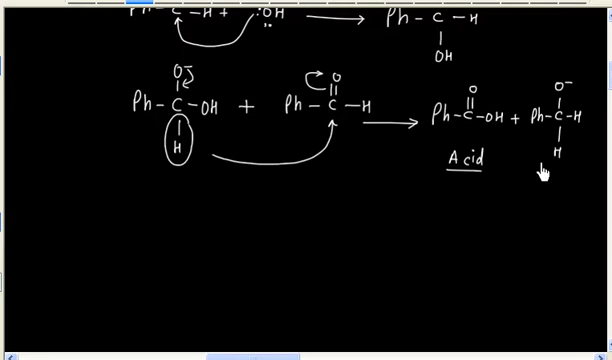 Ph - C - H + :OH → Ph - C - H
OH
O⁻ O O O⁻
Ph - C - OH + Ph - C - H → Ph - C - OH + Ph - C - H
H H
Acid